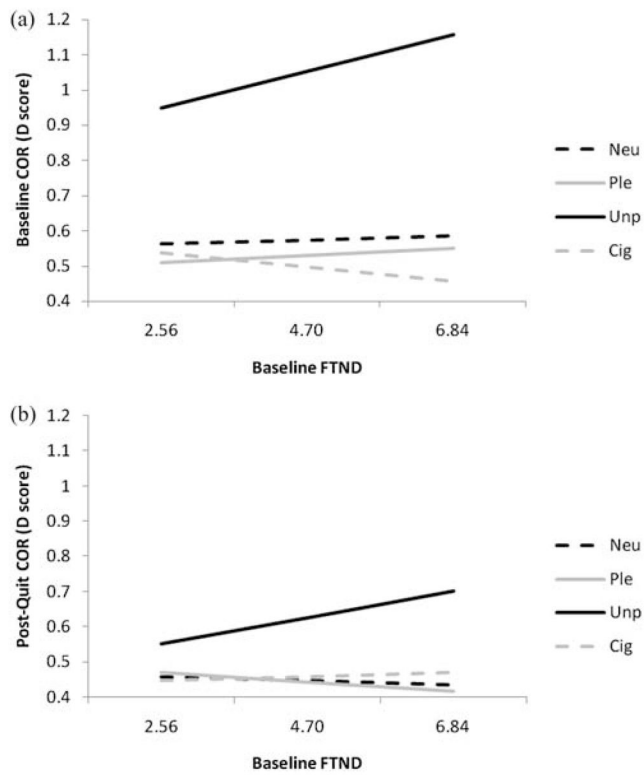 (a)
1.2
1.1
1
0.9
0.8
0.7
0.6
0.5
0.4
Baseline COR (D score)
2.56 4.70 6.84
Baseline FTND
Neu
Ple
Unp
Cig
(b)
1.2
1.1
1
0.9
0.8
0.7
0.6
0.5
0.4
Post-Quit COR (D score)
2.56 4.70 6.84
Baseline FTND
Neu
Ple
Unp
Cig